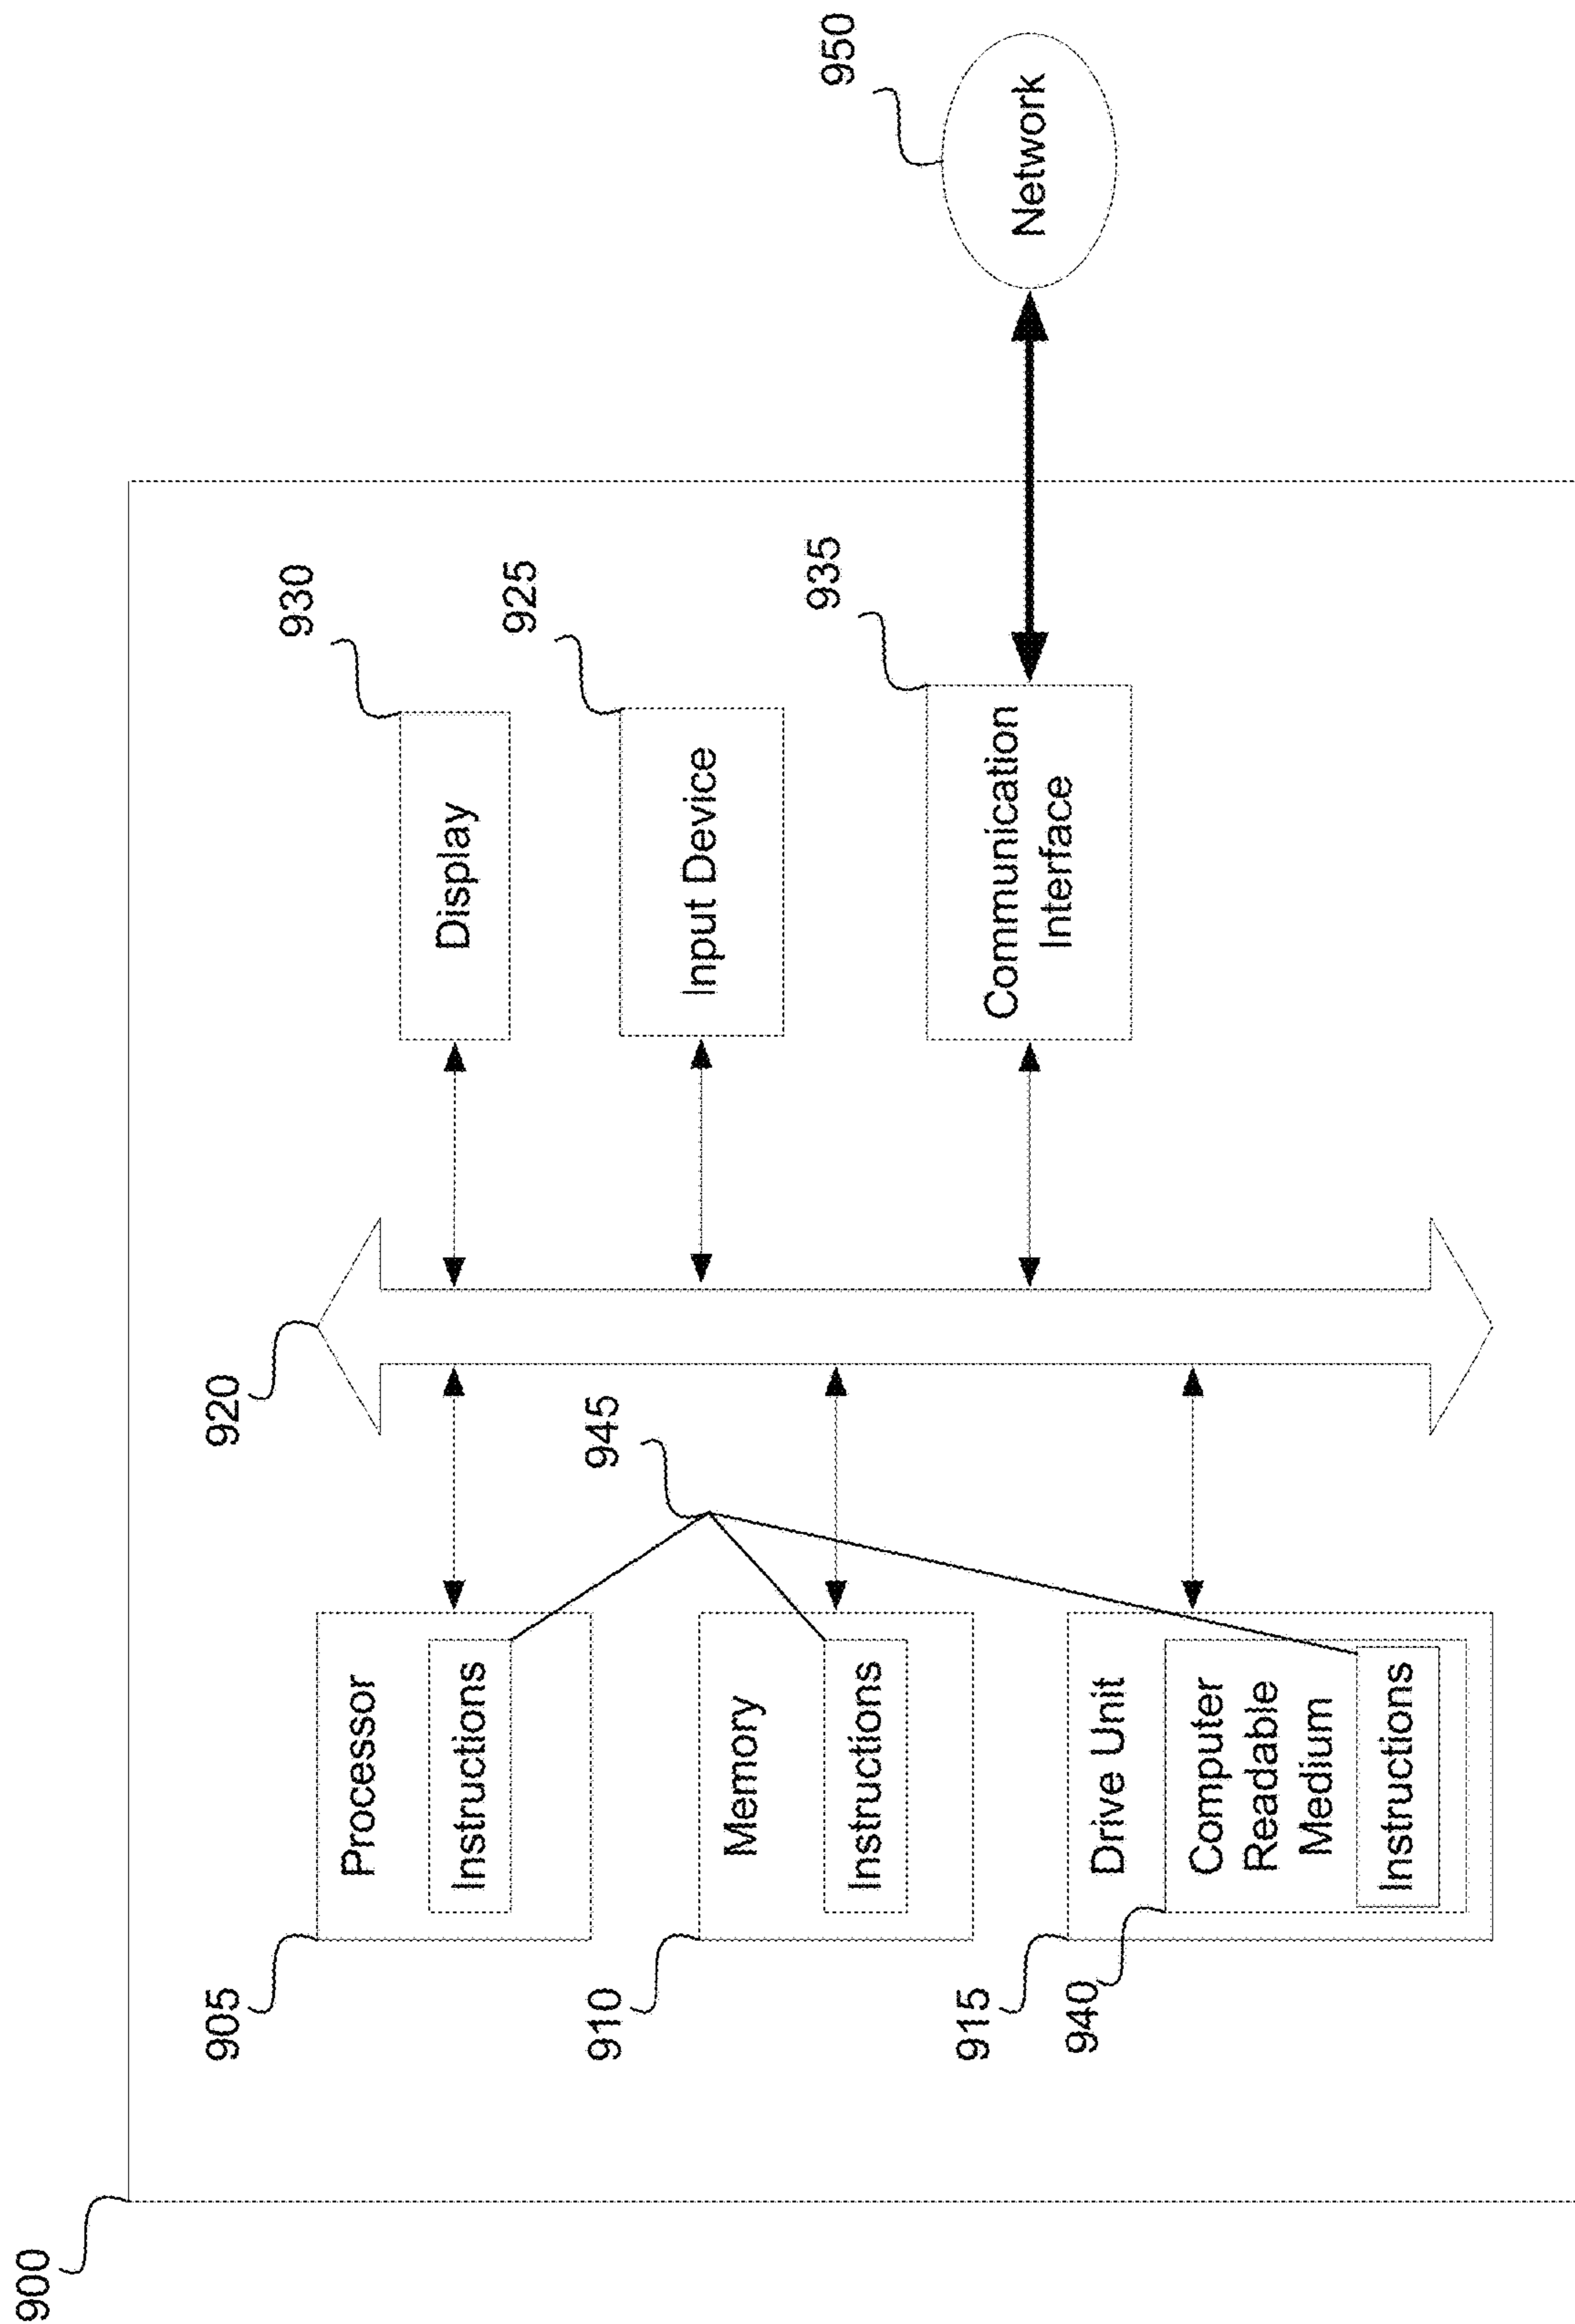 900
905
Processor
Instructions
910
Memory
Instructions
915
Drive Unit
940
Computer
Readable
Medium
Instructions
945
920
930
Display
925
Input Device
935
Communication
Interface
950
Network